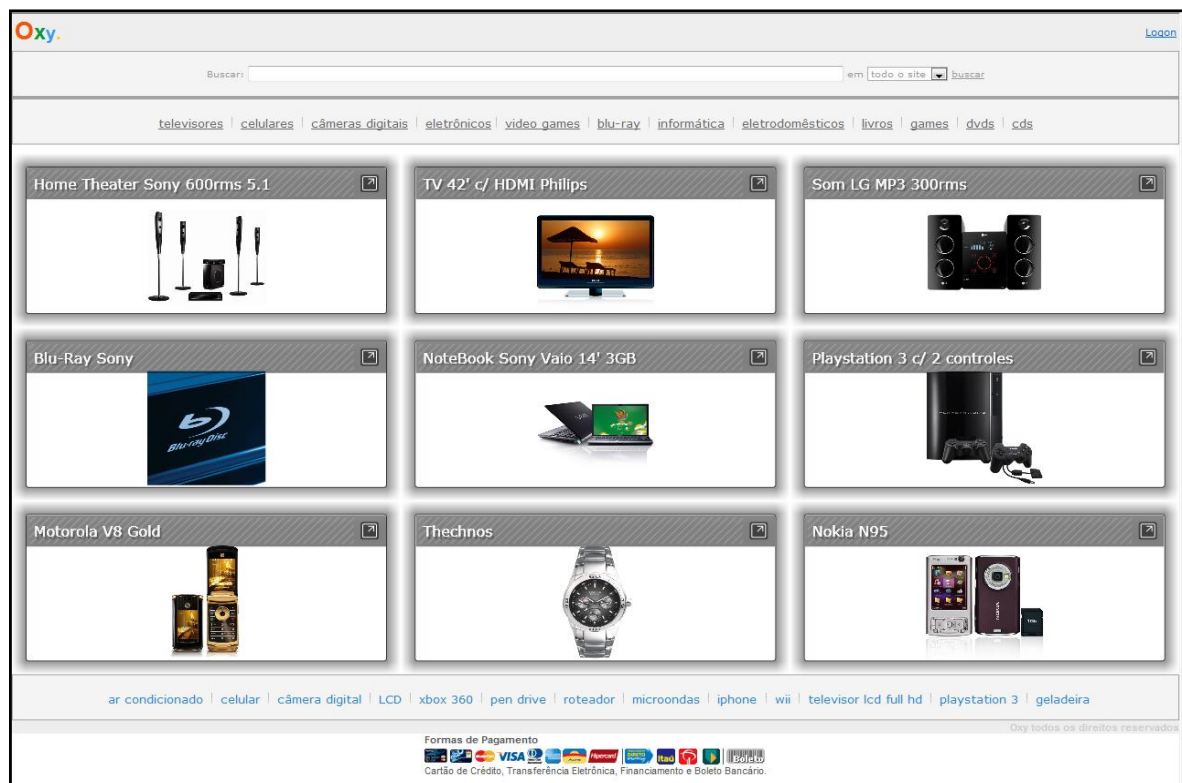 Oxy.
Logon
Buscar: em todo o site buscar
televisores celulares câmeras digitais eletrônicos video games blu-ray informática eletrodomêsticos livros games dvds cds
Home Theater Sony 600rms 5.1 TV 42' c/ HDMI Philips Som LG MP3 300rms
Blu-Ray Sony NoteBook Sony Vaio 14' 3GB Playstation 3 c/ 2 controles
Blu-ray Disc
Motorola V8 Gold Thechnos Nokia N95
NOKIA
ar condicionado celular câmera digital LCD xbox 360 pen drive roteador microondas iphone wii televisor lcd full hd playstation 3 geladeira
Oxy todos os direitos reservados
Formas de Pagamento
VISA Hipercard Itaú Boleto
Cartão de Crédito, Transferência Eletrônica, Financiamento e Boleto Bancário.